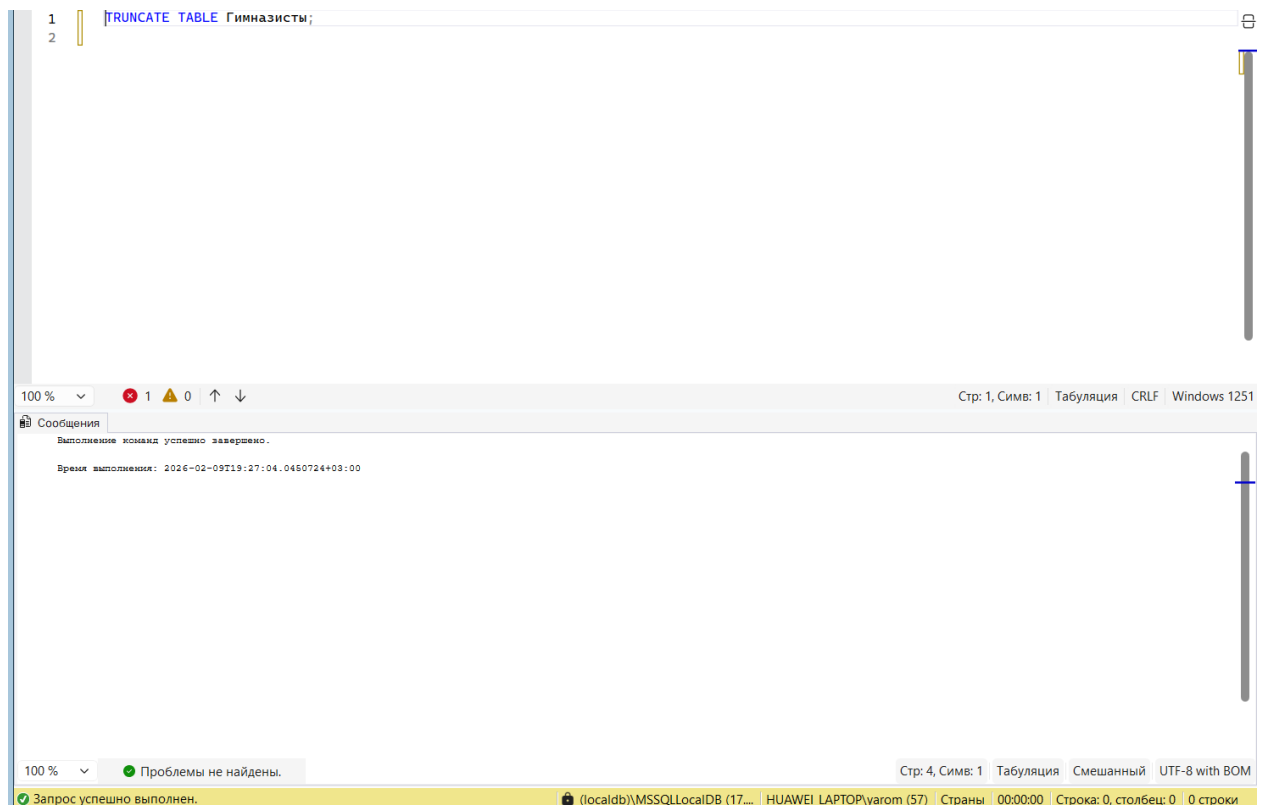 1 TRUNCATE TABLE Гимназисты;
2
100 % 1 0 ↑ ↓ Стр: 1, Симв: 1 Табуляция CRLF Windows 1251
Сообщения
Выполнение команд успешно завершено.
Время выполнения: 2026-02-09T19:27:04.0450724+03:00
100 % Проблемы не найдены. Стр: 4, Симв: 1 Табуляция Смешанный UTF-8 with BOM
Запрос успешно выполнен. (localdb)\MSSQLLocalDB (17.... HUAWEI_LAPTOP\yarom (57) Страны 00:00:00 Строка: 0, столбец: 0 0 строки